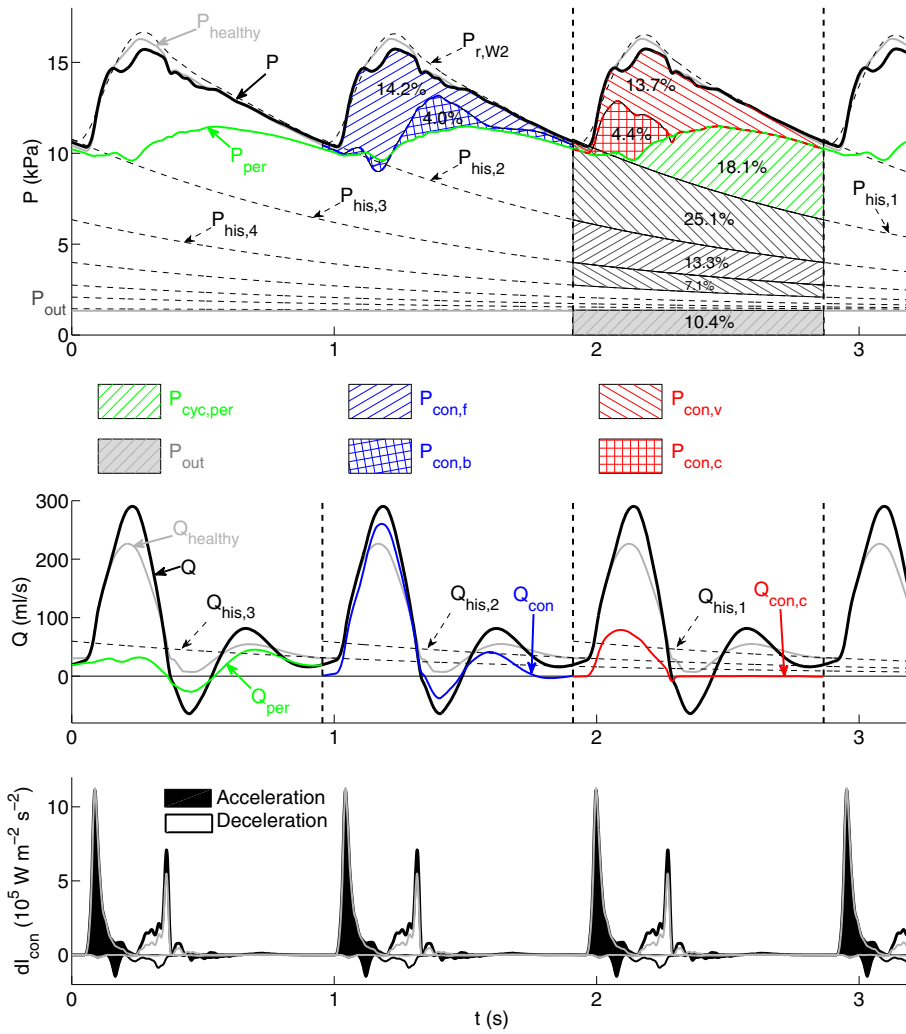 P_healthy
P
P_r,W2
P_per
P_his,4
P_his,3
P_his,2
P_his,1
14.2%
4.0%
13.7%
4.4%
18.1%
25.1%
13.3%
7.1%
10.4%
P (kPa)
15
10
5
P_out
0
0 1 2 3
P_cyc,per P_con,f P_con,v
P_out P_con,b P_con,c
Q (ml/s)
300
200
100
0
Q_healthy
Q
Q_his,3
Q_per
Q_his,2
Q_con
Q_his,1
Q_con,c
0 1 2 3
Acceleration
Deceleration
dI_con (10^5 W m^−2 s^−2)
10
5
0
0 1 2 3
t (s)